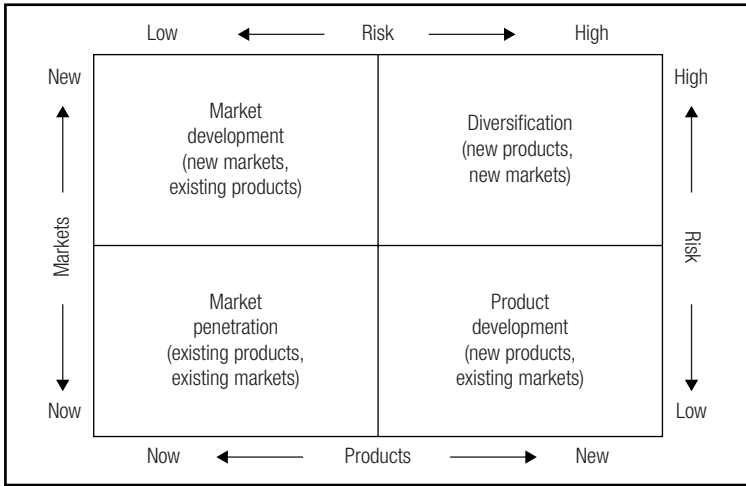 Low Risk High
New High
Market
development
(new markets,
existing products)
Diversification
(new products,
new markets)
Markets
Risk
Market
penetration
(existing products,
existing markets)
Product
development
(new products,
existing markets)
Now Low
Now Products New